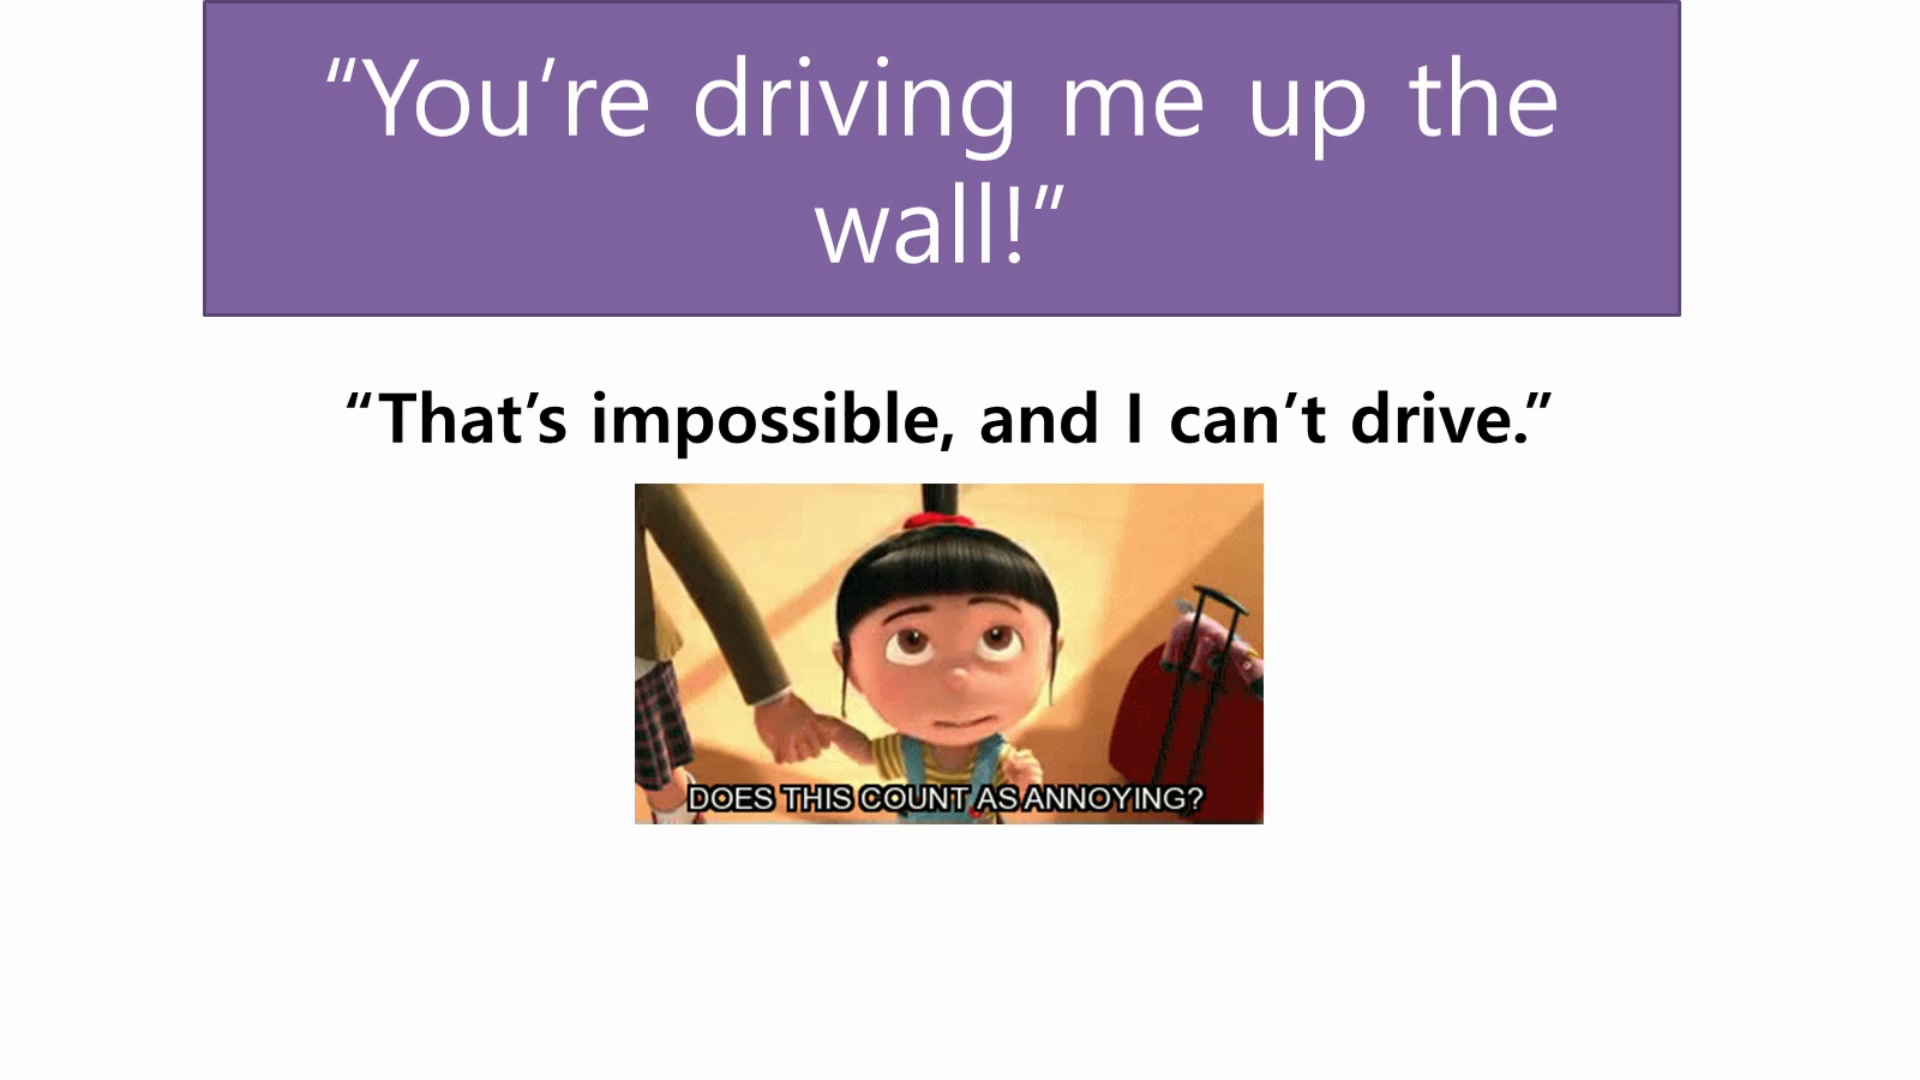 “You’re driving me up the
wall!”
“That’s impossible, and I can’t drive.”
DOES THIS COUNT AS ANNOYING?